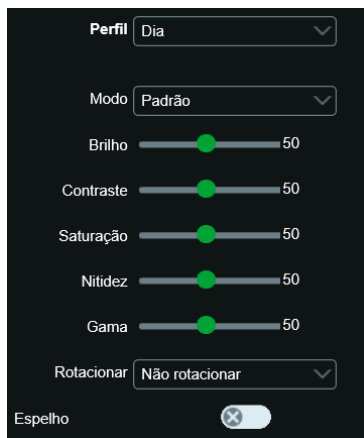 Perfil Dia
Modo Padrão
Brilho 50
Contraste 50
Saturação 50
Nitidez 50
Gama 50
Rotacionar Não rotacionar
Espelho